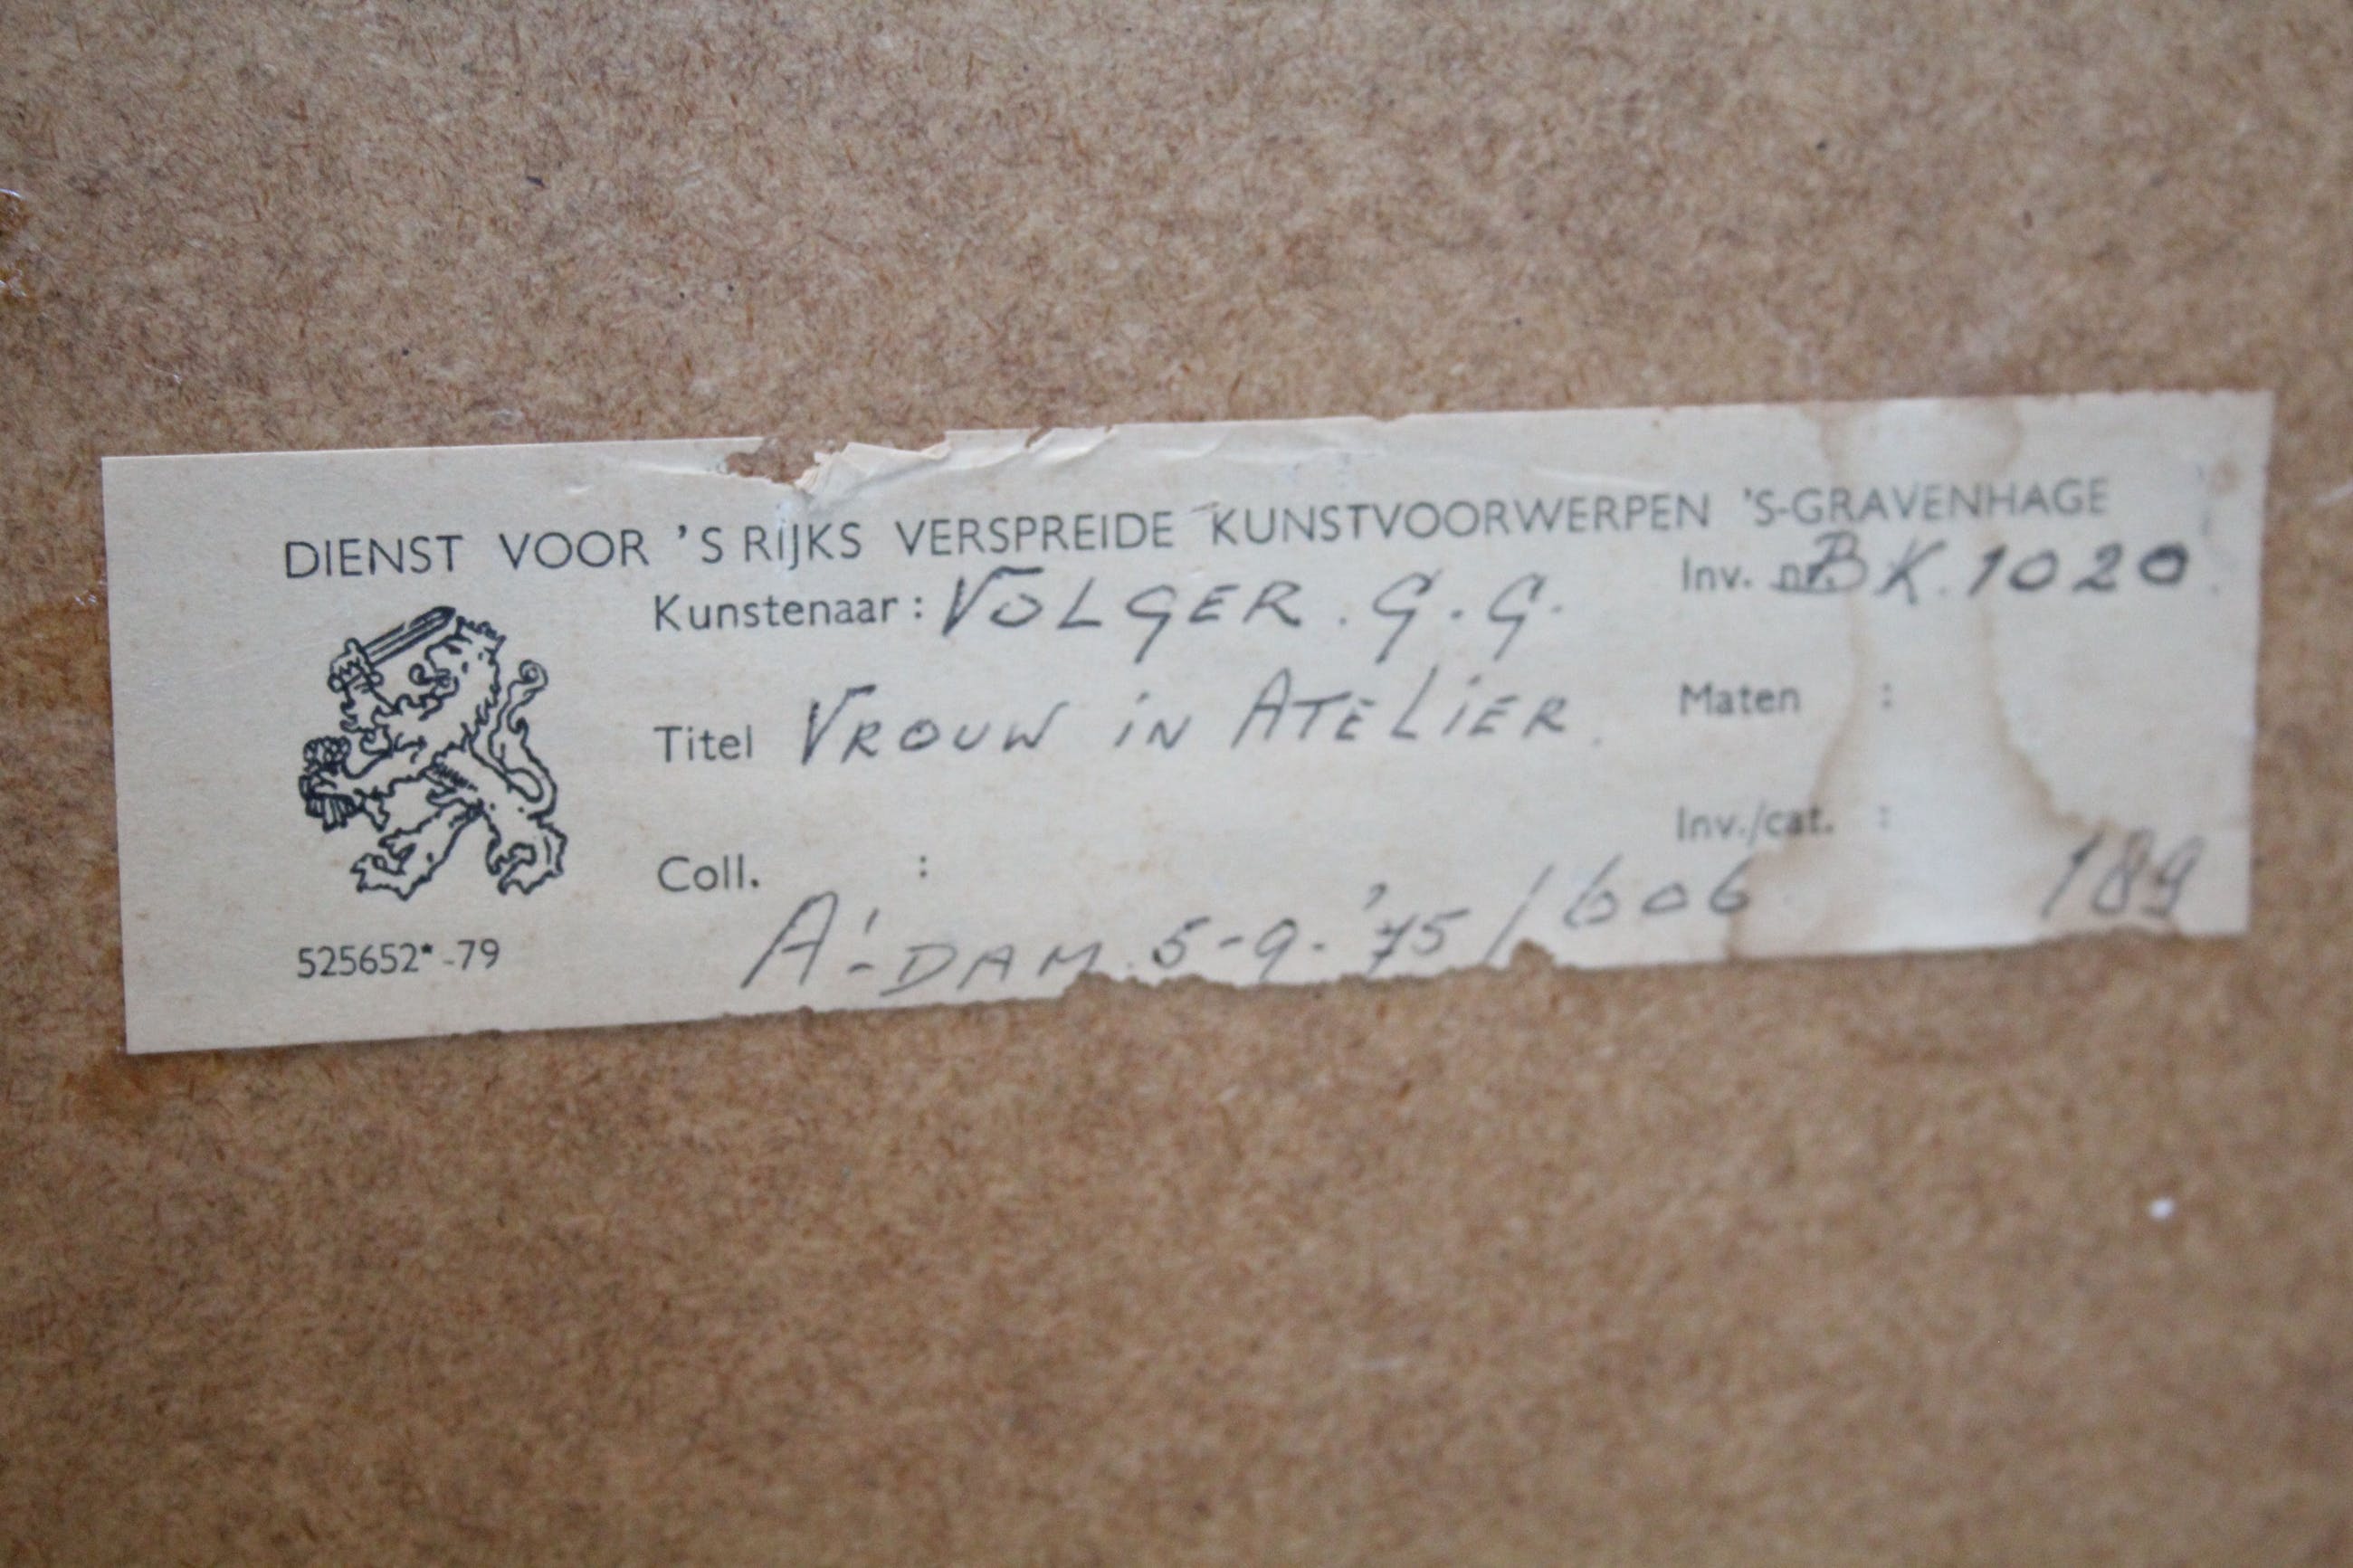 DIENST VOOR 'S RIJKS VERSPREIDE KUNSTVOORWERPEN 'S-GRAVENHAGE
Kunstenaar : VOLGER. G. G. Inv. nr. BK. 1020.
Titel VROUW IN ATELIER. Maten :
Coll. : Inv./cat. :
A'-DAM. 5-9-'75 / 606 189
525652*-79